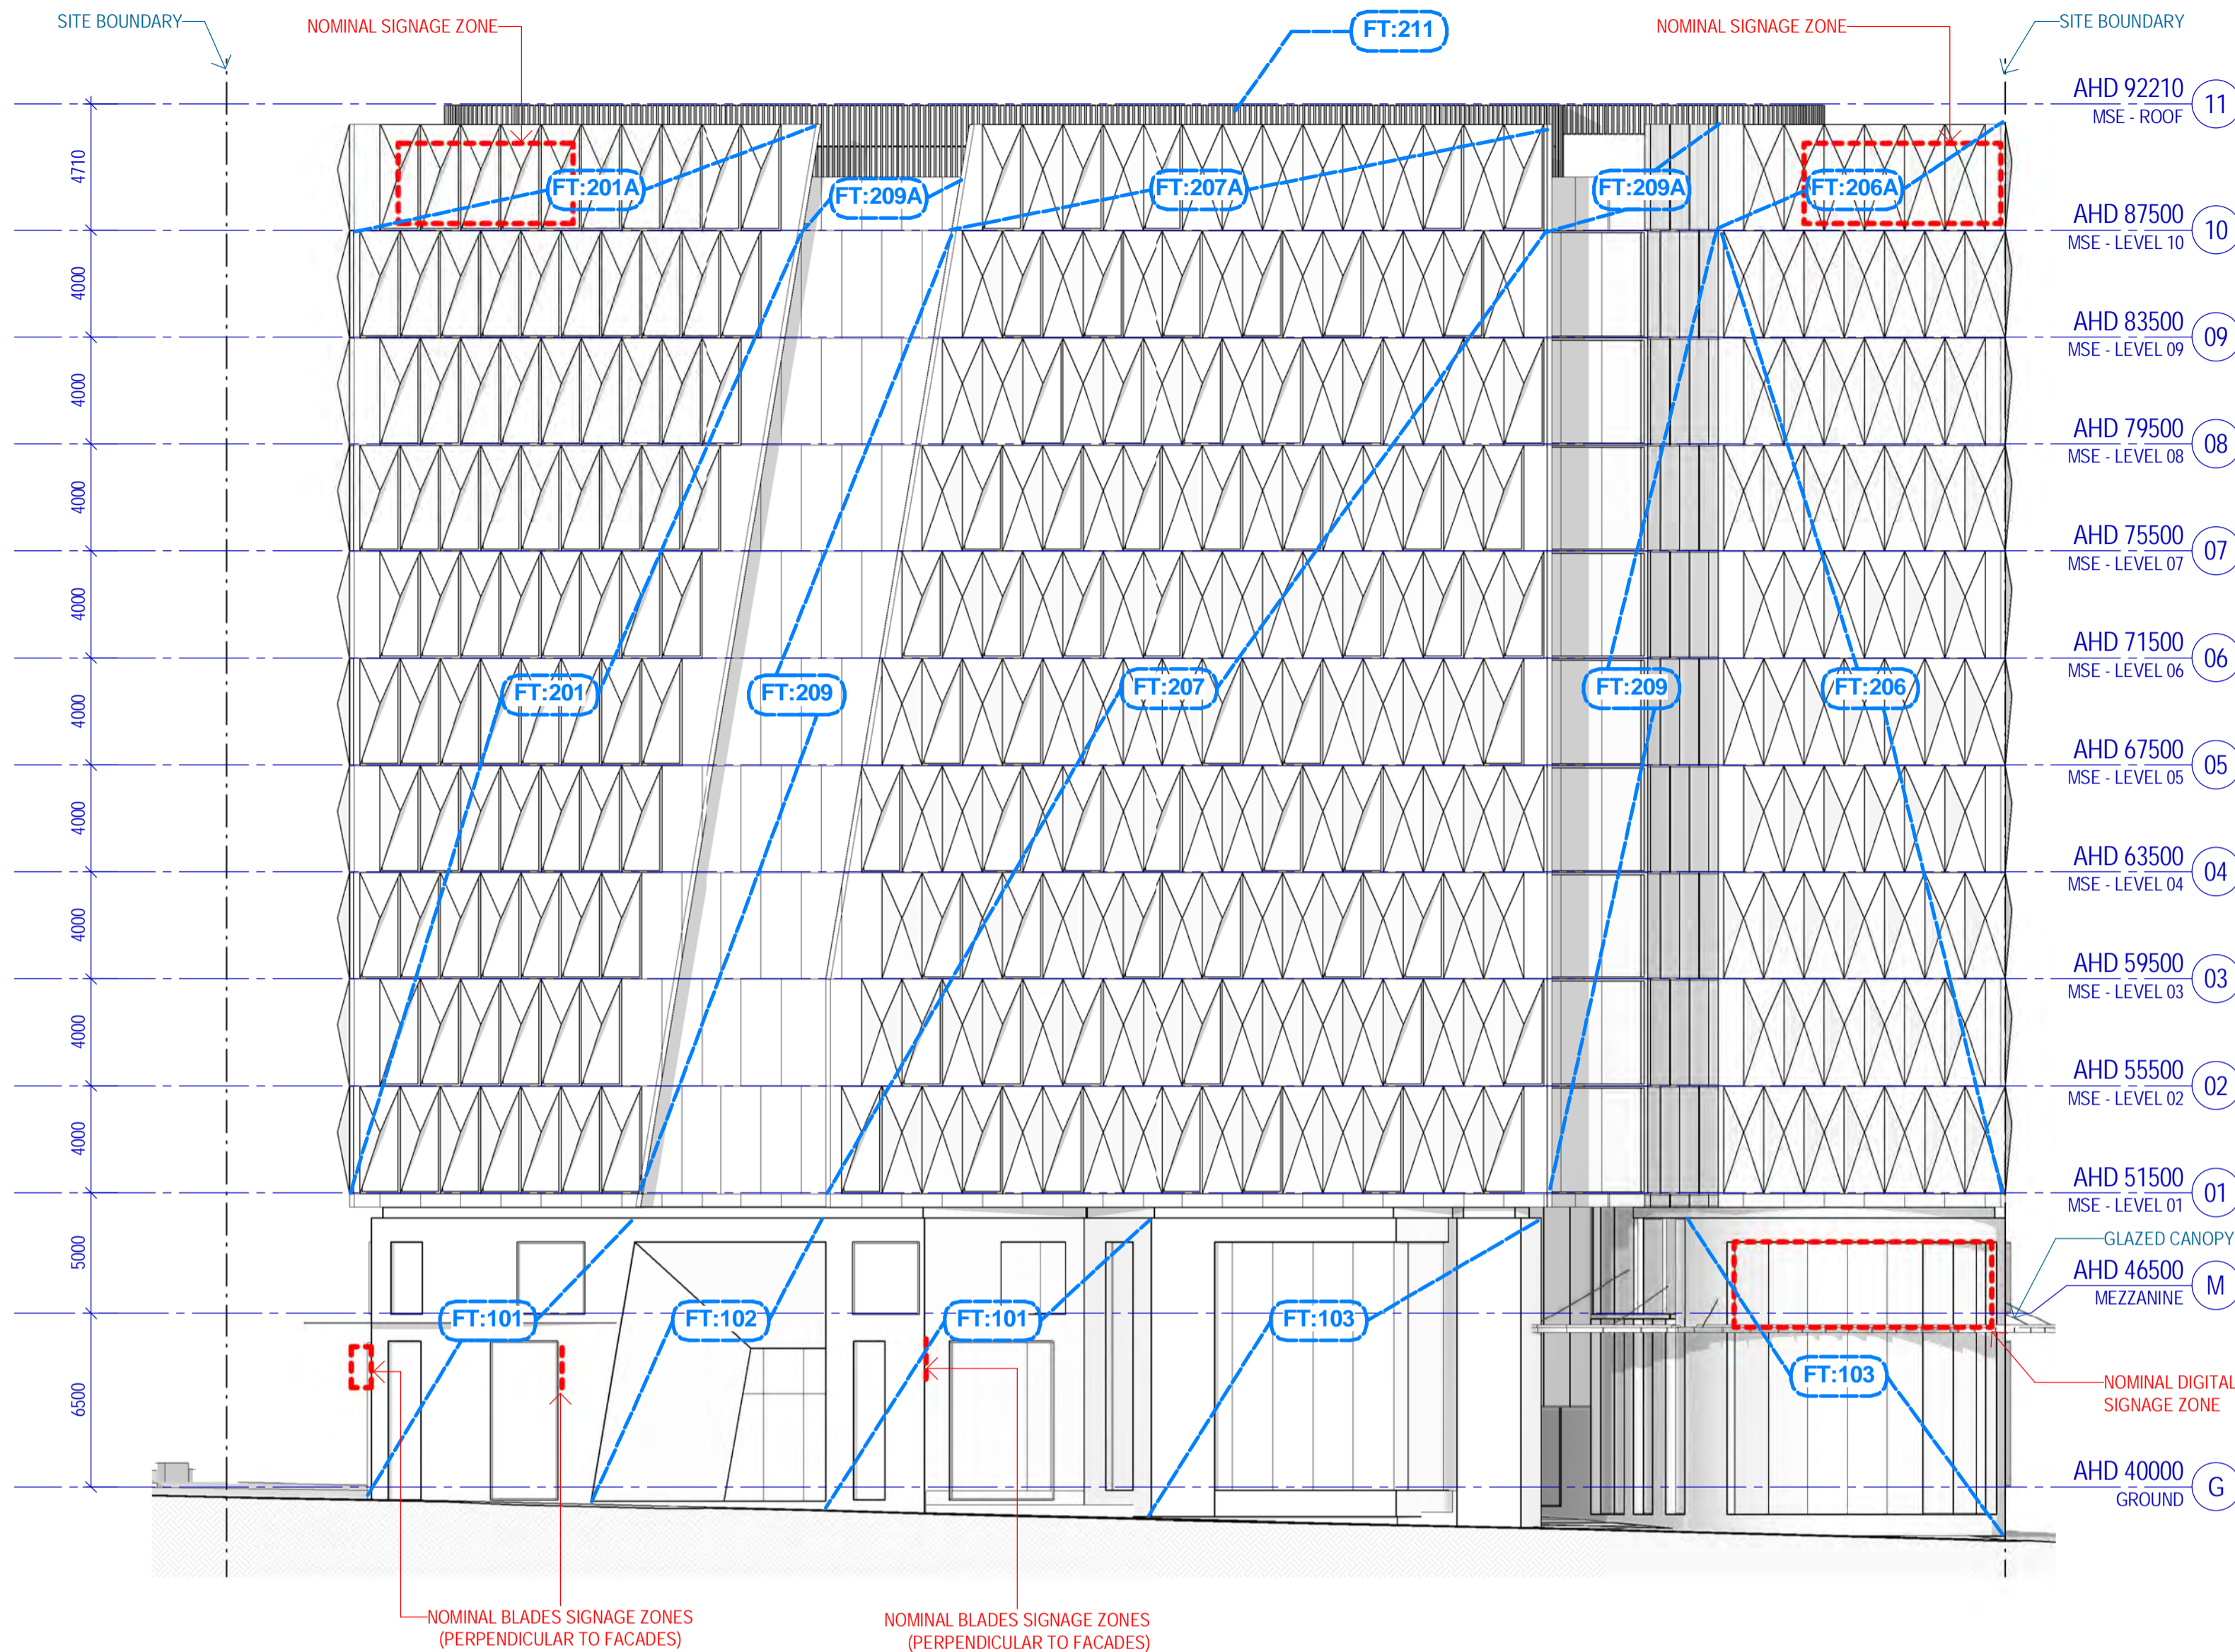 SITE BOUNDARY
NOMINAL SIGNAGE ZONE
FT:211
NOMINAL SIGNAGE ZONE
SITE BOUNDARY
AHD 92210
MSE - ROOF
11
4710
FT:201A
FT:209A
FT:207A
FT:209A
FT:206A
AHD 87500
MSE - LEVEL 10
10
4000
AHD 83500
MSE - LEVEL 09
09
4000
AHD 79500
MSE - LEVEL 08
08
4000
AHD 75500
MSE - LEVEL 07
07
4000
AHD 71500
MSE - LEVEL 06
06
4000
FT:201
FT:209
FT:207
FT:209
FT:206
AHD 67500
MSE - LEVEL 05
05
4000
AHD 63500
MSE - LEVEL 04
04
4000
AHD 59500
MSE - LEVEL 03
03
4000
AHD 55500
MSE - LEVEL 02
02
4000
AHD 51500
MSE - LEVEL 01
01
5000
GLAZED CANOPY
AHD 46500
MEZZANINE
M
FT:101
FT:102
FT:101
FT:103
FT:103
6500
NOMINAL DIGITAL
SIGNAGE ZONE
AHD 40000
GROUND
G
NOMINAL BLADES SIGNAGE ZONES
(PERPENDICULAR TO FACADES)
NOMINAL BLADES SIGNAGE ZONES
(PERPENDICULAR TO FACADES)